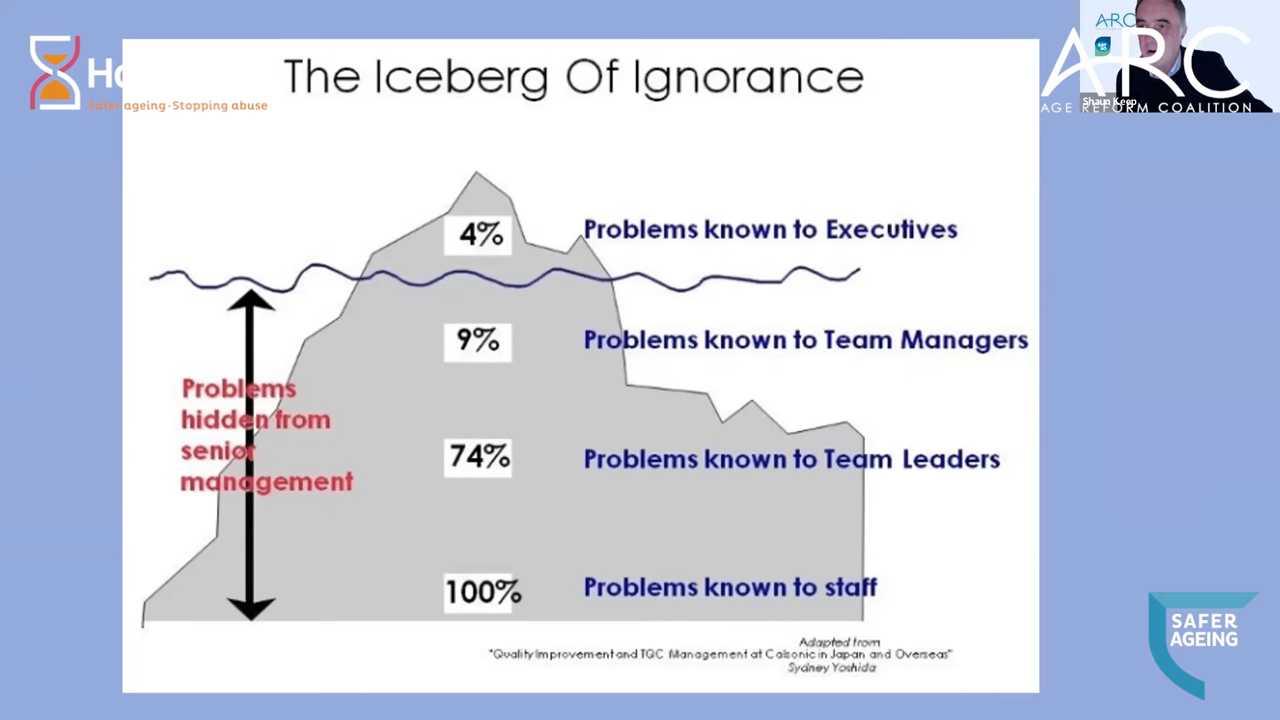 The Iceberg Of Ignorance
Safer ageing · Stopping abuse
ARC
ARC
AGE REFORM COALITION
Shaun Keep
4%
Problems known to Executives
9%
Problems known to Team Managers
Problems
hidden from
senior
management
74%
Problems known to Team Leaders
100%
Problems known to staff
Adapted from
"Quality Improvement and TQC Management at Calsonic in Japan and Overseas"
Sydney Yoshida
SAFER
AGEING